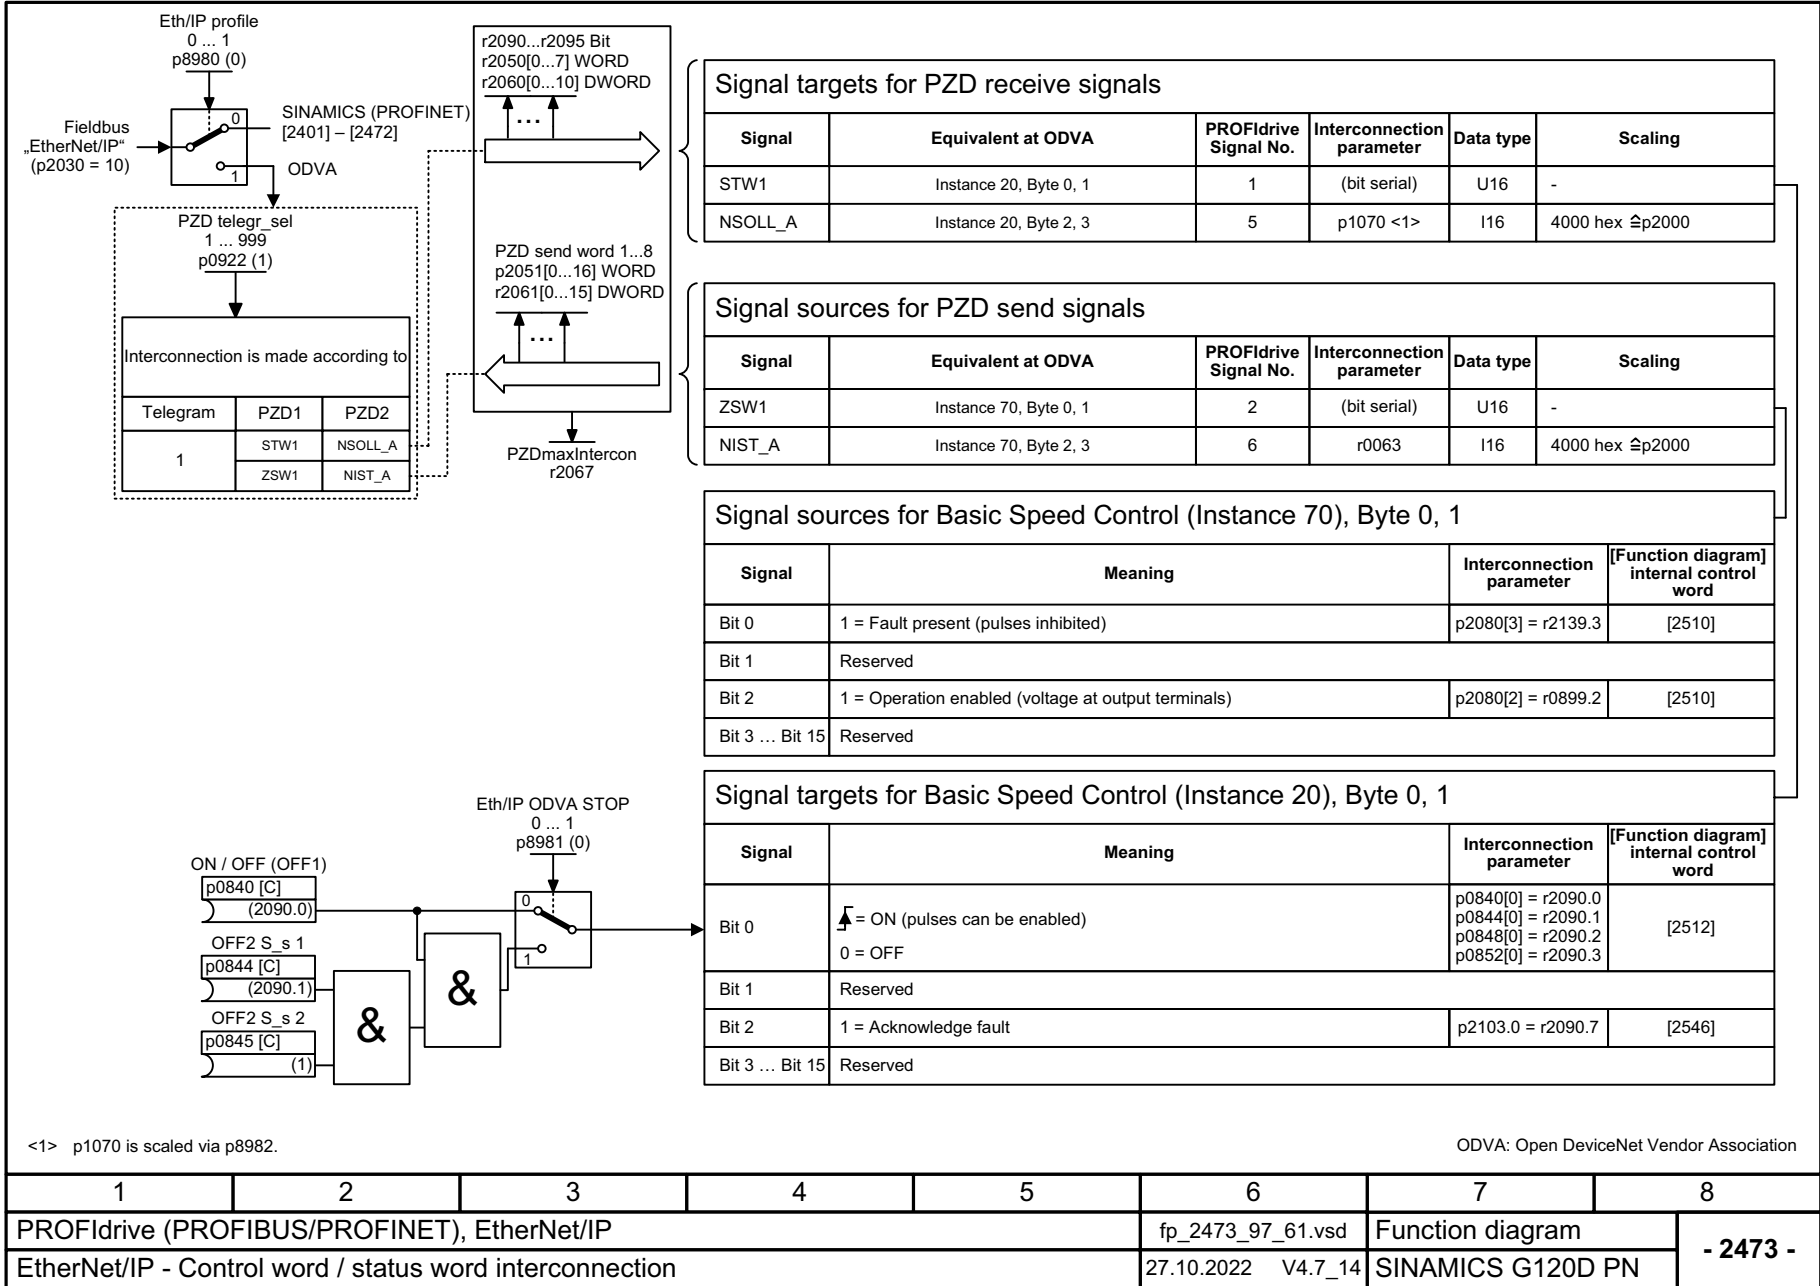 Eth/IP profile
0 ... 1
p8980 (0)
Fieldbus
„EtherNet/IP“
(p2030 = 10)
0
1
SINAMICS (PROFINET)
[2401] – [2472]
ODVA
PZD telegr_sel
1 ... 999
p0922 (1)
Interconnection is made according to
Telegram PZD1 PZD2
1 STW1 NSOLL_A
ZSW1 NIST_A
r2090...r2095 Bit
r2050[0...7] WORD
r2060[0...10] DWORD
...
PZD send word 1...8
p2051[0...16] WORD
r2061[0...15] DWORD
...
PZDmaxIntercon
r2067
Signal targets for PZD receive signals
Signal Equivalent at ODVA PROFIdrive Signal No. Interconnection parameter Data type Scaling
STW1 Instance 20, Byte 0, 1 1 (bit serial) U16 -
NSOLL_A Instance 20, Byte 2, 3 5 p1070 <1> I16 4000 hex ≙p2000
Signal sources for PZD send signals
Signal Equivalent at ODVA PROFIdrive Signal No. Interconnection parameter Data type Scaling
ZSW1 Instance 70, Byte 0, 1 2 (bit serial) U16 -
NIST_A Instance 70, Byte 2, 3 6 r0063 I16 4000 hex ≙p2000
Signal sources for Basic Speed Control (Instance 70), Byte 0, 1
Signal Meaning Interconnection parameter [Function diagram] internal control word
Bit 0 1 = Fault present (pulses inhibited) p2080[3] = r2139.3 [2510]
Bit 1 Reserved
Bit 2 1 = Operation enabled (voltage at output terminals) p2080[2] = r0899.2 [2510]
Bit 3 … Bit 15 Reserved
Eth/IP ODVA STOP
0 ... 1
p8981 (0)
0
1
ON / OFF (OFF1)
p0840 [C]
(2090.0)
OFF2 S_s 1
p0844 [C]
(2090.1)
OFF2 S_s 2
p0845 [C]
(1)
&
&
Signal targets for Basic Speed Control (Instance 20), Byte 0, 1
Signal Meaning Interconnection parameter [Function diagram] internal control word
Bit 0 = ON (pulses can be enabled)
0 = OFF
p0840[0] = r2090.0
p0844[0] = r2090.1
p0848[0] = r2090.2
p0852[0] = r2090.3
[2512]
Bit 1 Reserved
Bit 2 1 = Acknowledge fault p2103.0 = r2090.7 [2546]
Bit 3 … Bit 15 Reserved
<1> p1070 is scaled via p8982.
ODVA: Open DeviceNet Vendor Association
1 2 3 4 5 6 7 8
PROFIdrive (PROFIBUS/PROFINET), EtherNet/IP fp_2473_97_61.vsd Function diagram
- 2473 -
EtherNet/IP - Control word / status word interconnection 27.10.2022 V4.7_14 SINAMICS G120D PN